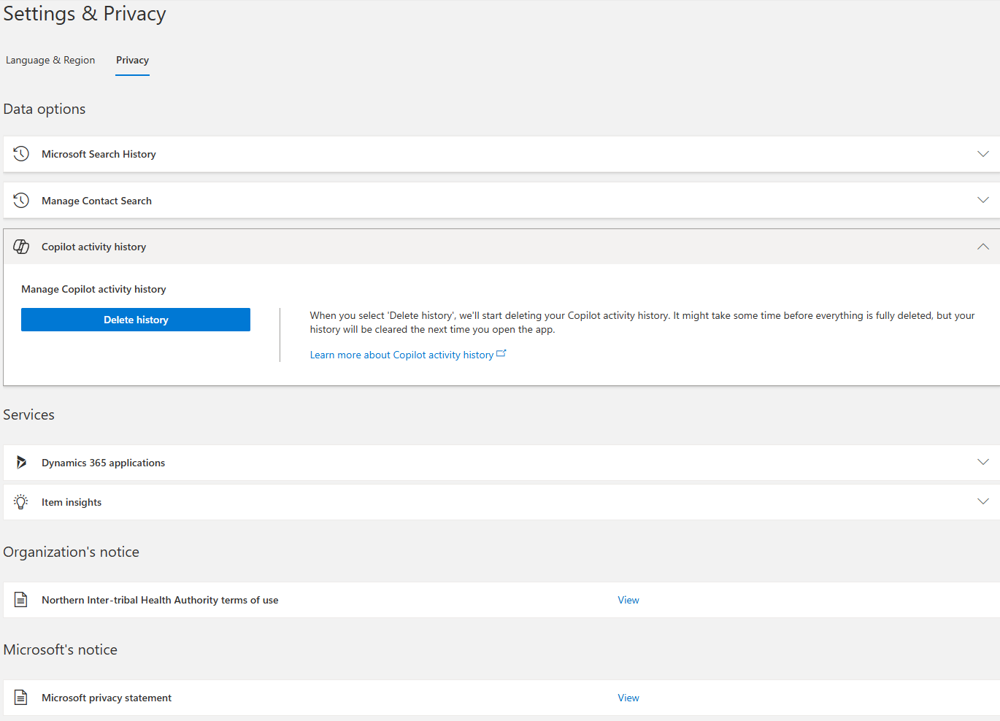 Settings & Privacy
Language & Region
Privacy
Data options
Microsoft Search History
Manage Contact Search
Copilot activity history
Manage Copilot activity history
Delete history
When you select 'Delete history', we'll start deleting your Copilot activity history. It might take some time before everything is fully deleted, but your
history will be cleared the next time you open the app.
Learn more about Copilot activity history
Services
Dynamics 365 applications
Item insights
Organization's notice
Northern Inter-tribal Health Authority terms of use
View
Microsoft's notice
Microsoft privacy statement
View